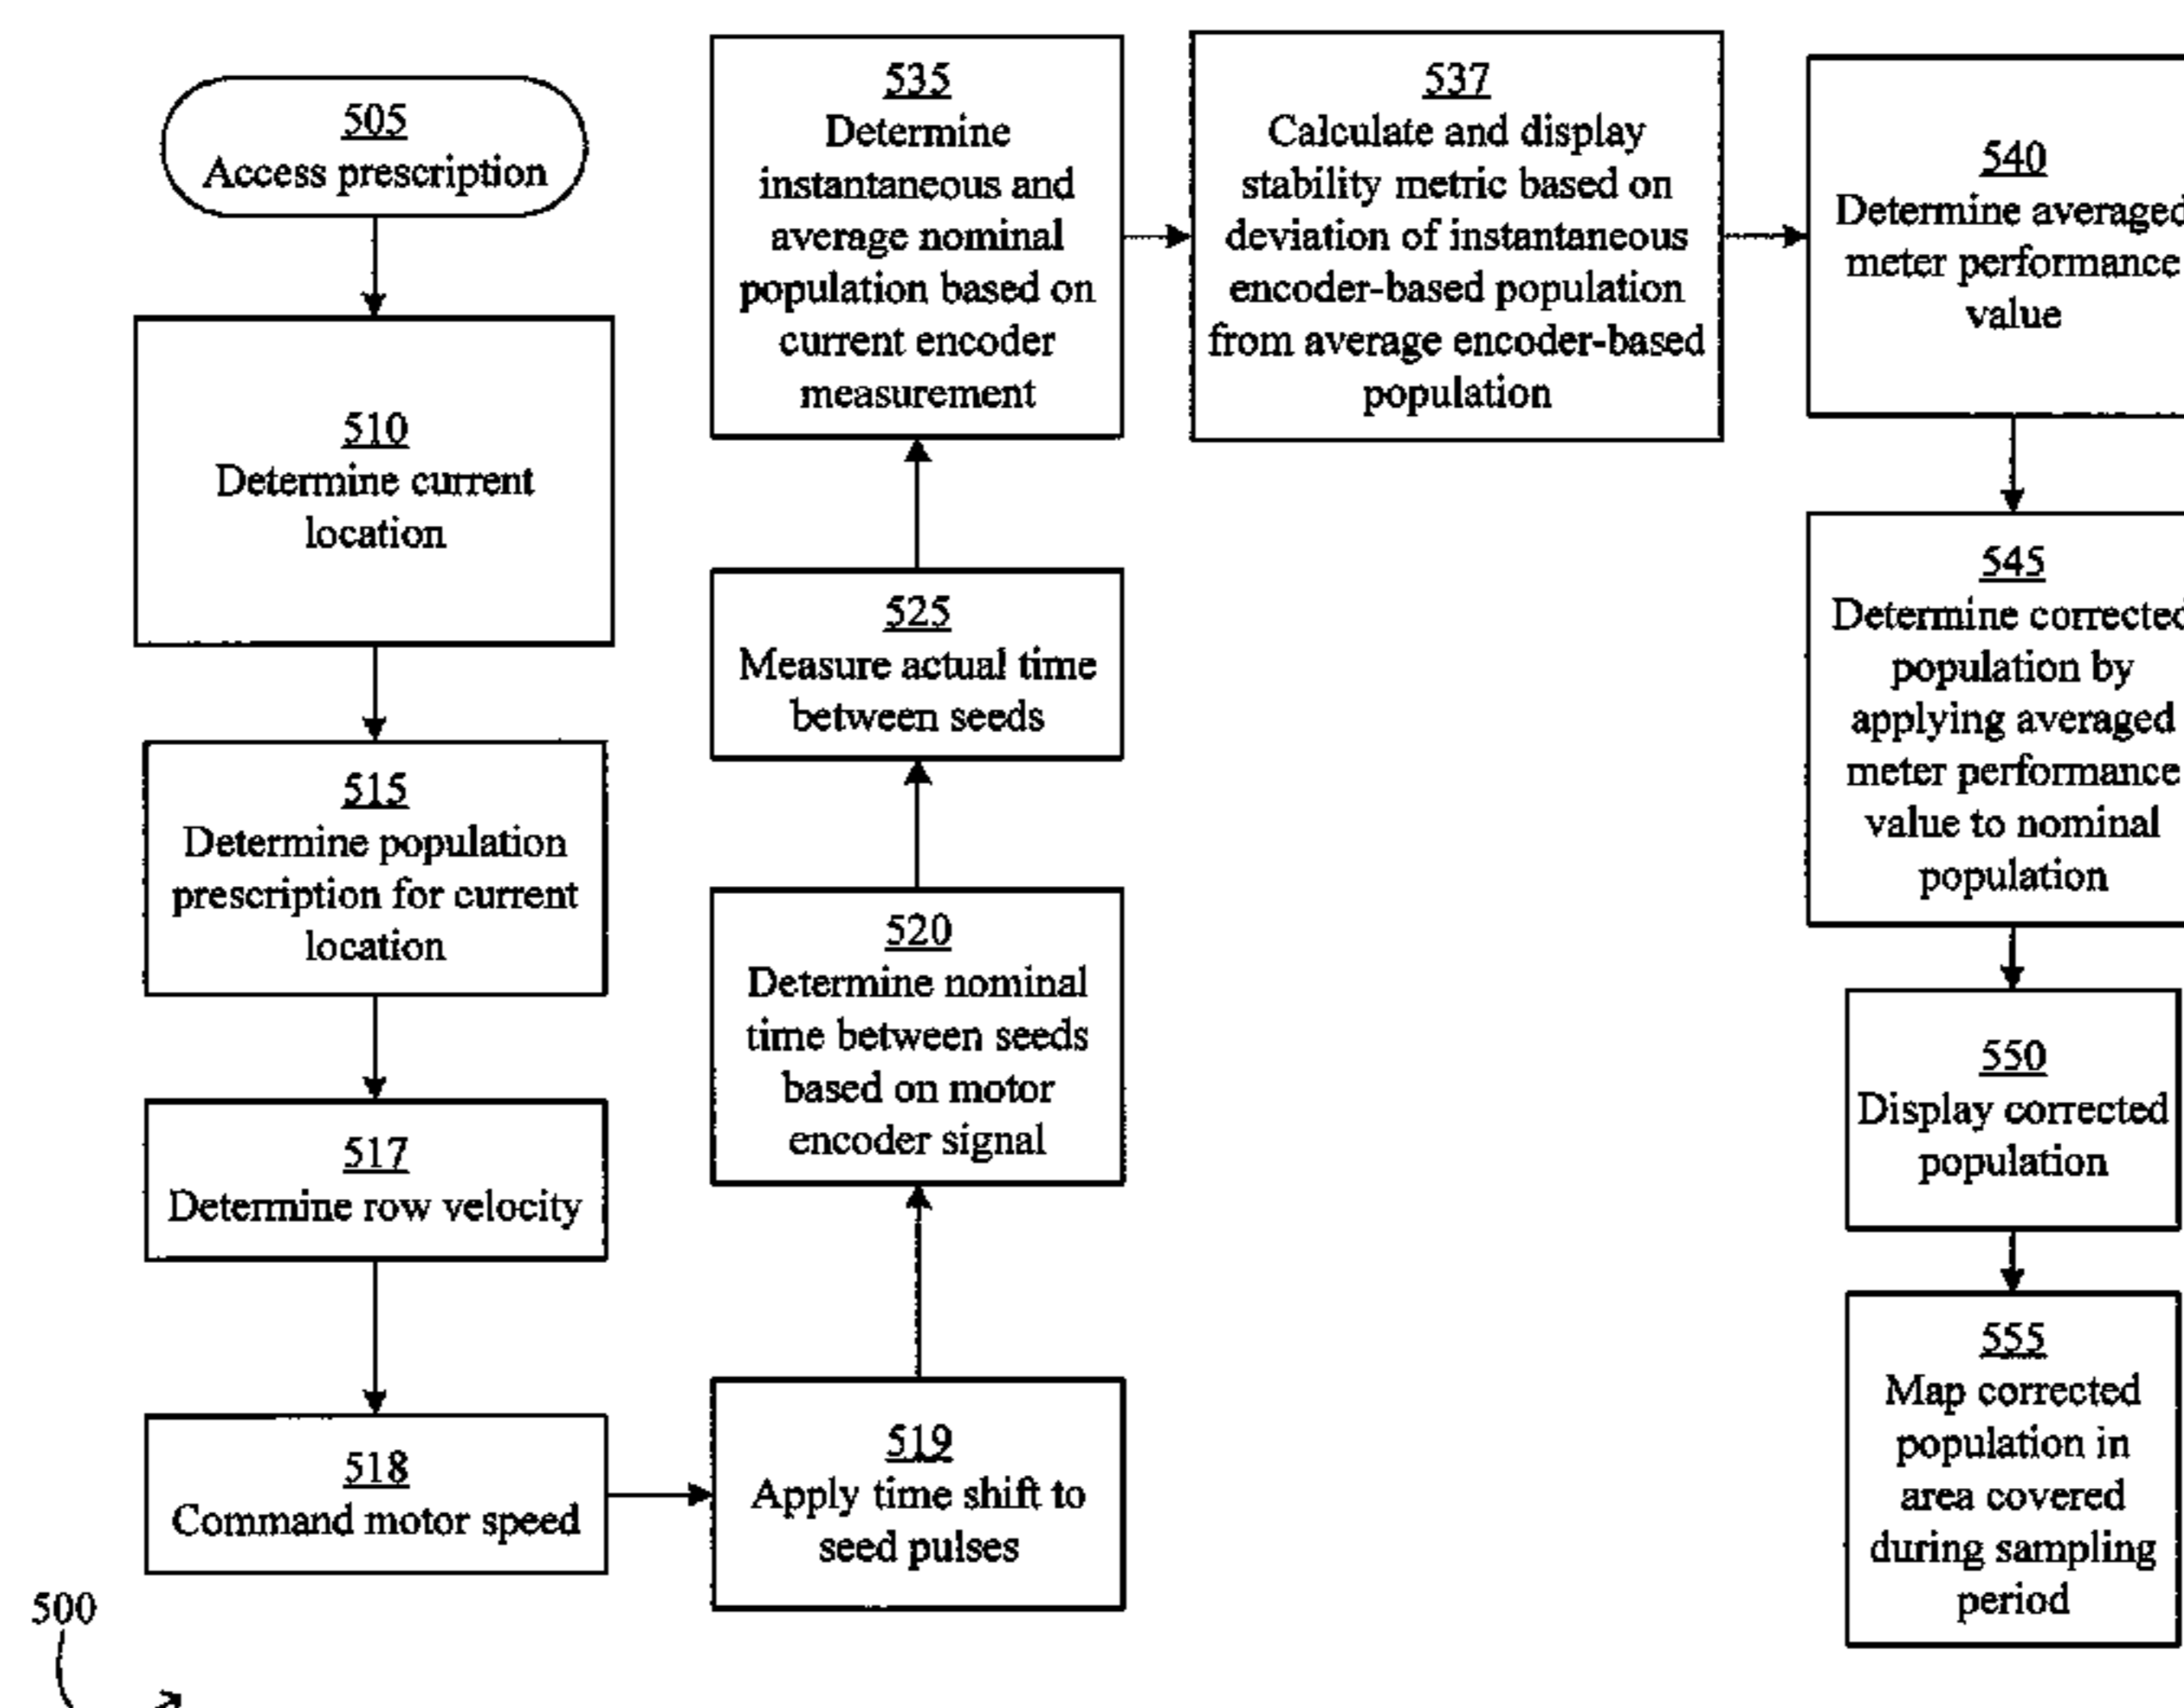 505
Access prescription
510
Determine current
location
515
Determine population
prescription for current
location
517
Determine row velocity
518
Command motor speed
519
Apply time shift to
seed pulses
520
Determine nominal
time between seeds
based on motor
encoder signal
525
Measure actual time
between seeds
535
Determine
instantaneous and
average nominal
population based on
current encoder
measurement
537
Calculate and display
stability metric based on
deviation of instantaneous
encoder-based population
from average encoder-based
population
540
Determine averaged
meter performance
value
545
Determine corrected
population by
applying averaged
meter performance
value to nominal
population
550
Display corrected
population
555
Map corrected
population in
area covered
during sampling
period
500